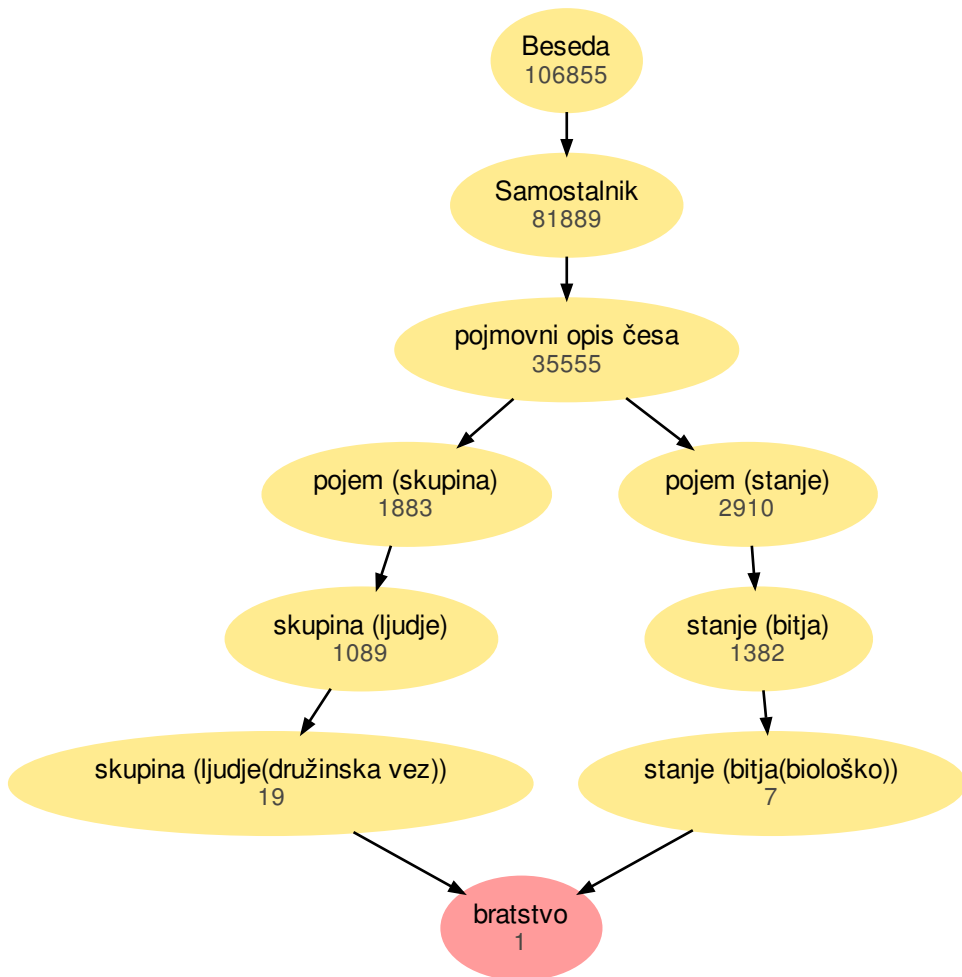 Beseda
106855
Samostalnik
81889
pojmovni opis česa
35555
pojem (skupina)
1883
pojem (stanje)
2910
skupina (ljudje)
1089
stanje (bitja)
1382
skupina (ljudje(družinska vez))
19
stanje (bitja(biološko))
7
bratstvo
1